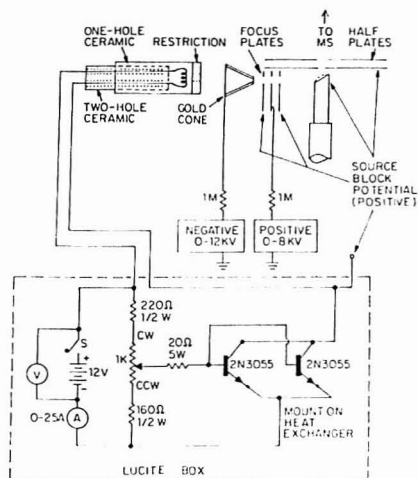 ONE-HOLE
CERAMIC
RESTRICTION
FOCUS
PLATES
TO
MS
HALF
PLATES
TWO-HOLE
CERAMIC
GOLD
CONE
SOURCE
BLOCK
POTENTIAL
(POSITIVE)
1M
1M
NEGATIVE
0-12KV
POSITIVE
0-8KV
220Ω
1/2 W
CW
S
+
1K
20Ω
5W
V
12V
-
CCW
2N3055
2N3055
0-25A
A
160Ω
1/2 W
MOUNT ON
HEAT
EXCHANGER
LUCITE BOX